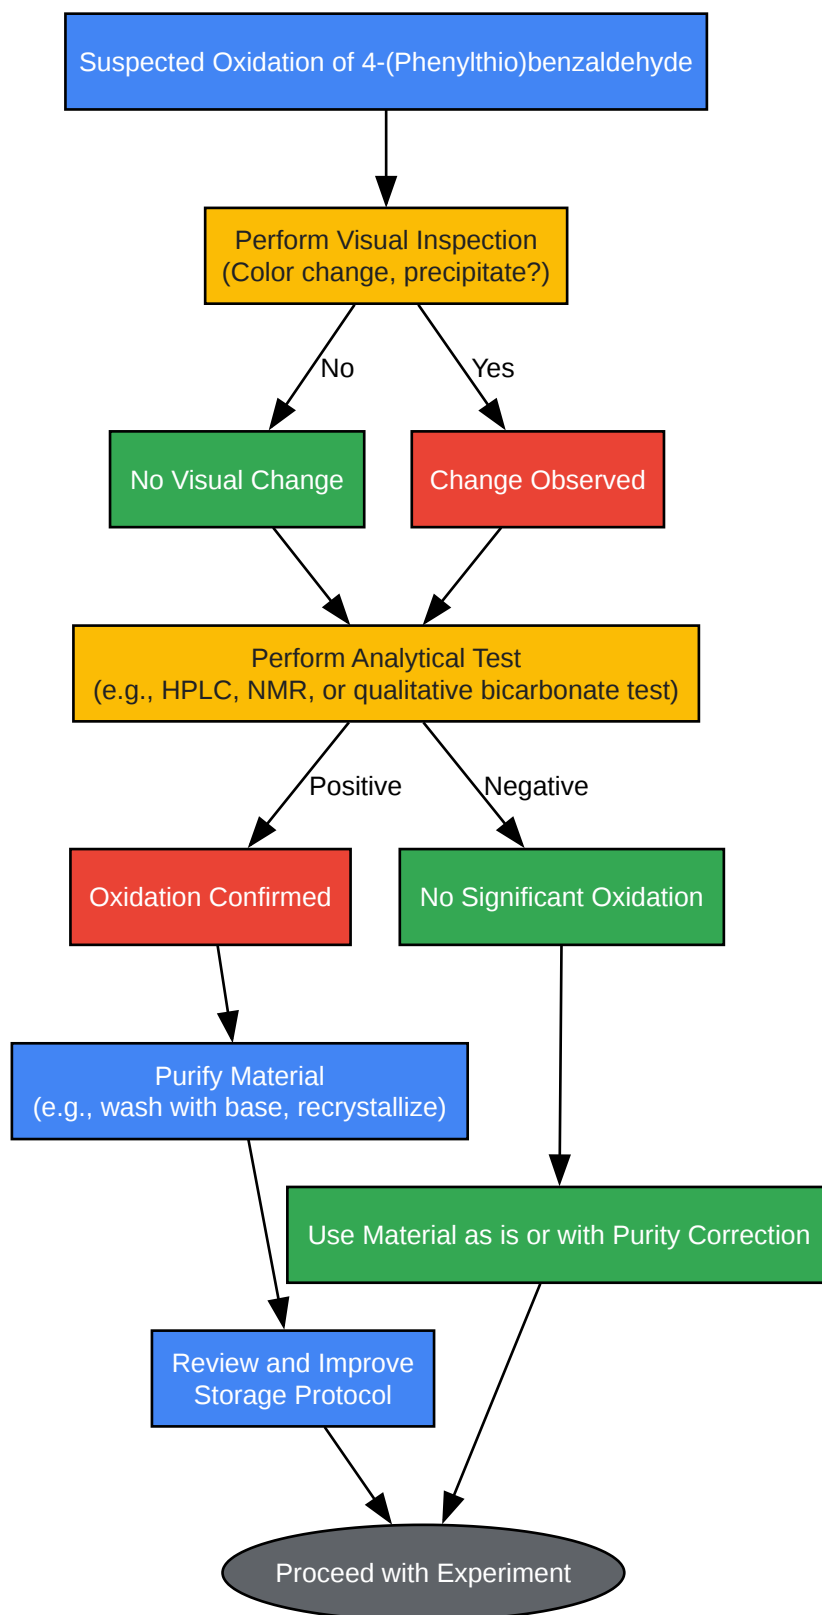 Suspected Oxidation of 4-(Phenylthio)benzaldehyde
Perform Visual Inspection
(Color change, precipitate?)
No
Yes
No Visual Change
Change Observed
Perform Analytical Test
(e.g., HPLC, NMR, or qualitative bicarbonate test)
Positive
Negative
Oxidation Confirmed
No Significant Oxidation
Purify Material
(e.g., wash with base, recrystallize)
Use Material as is or with Purity Correction
Review and Improve
Storage Protocol
Proceed with Experiment